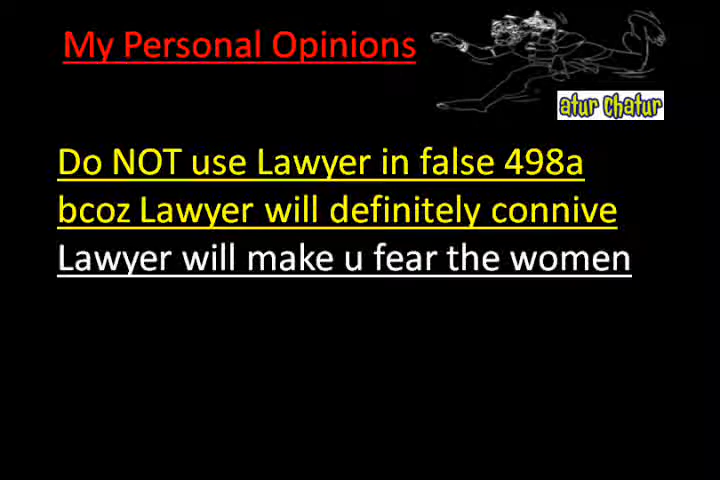 My Personal Opinions
atur chatur
Do NOT use Lawyer in false 498a
bcoz Lawyer will definitely connive
Lawyer will make u fear the women